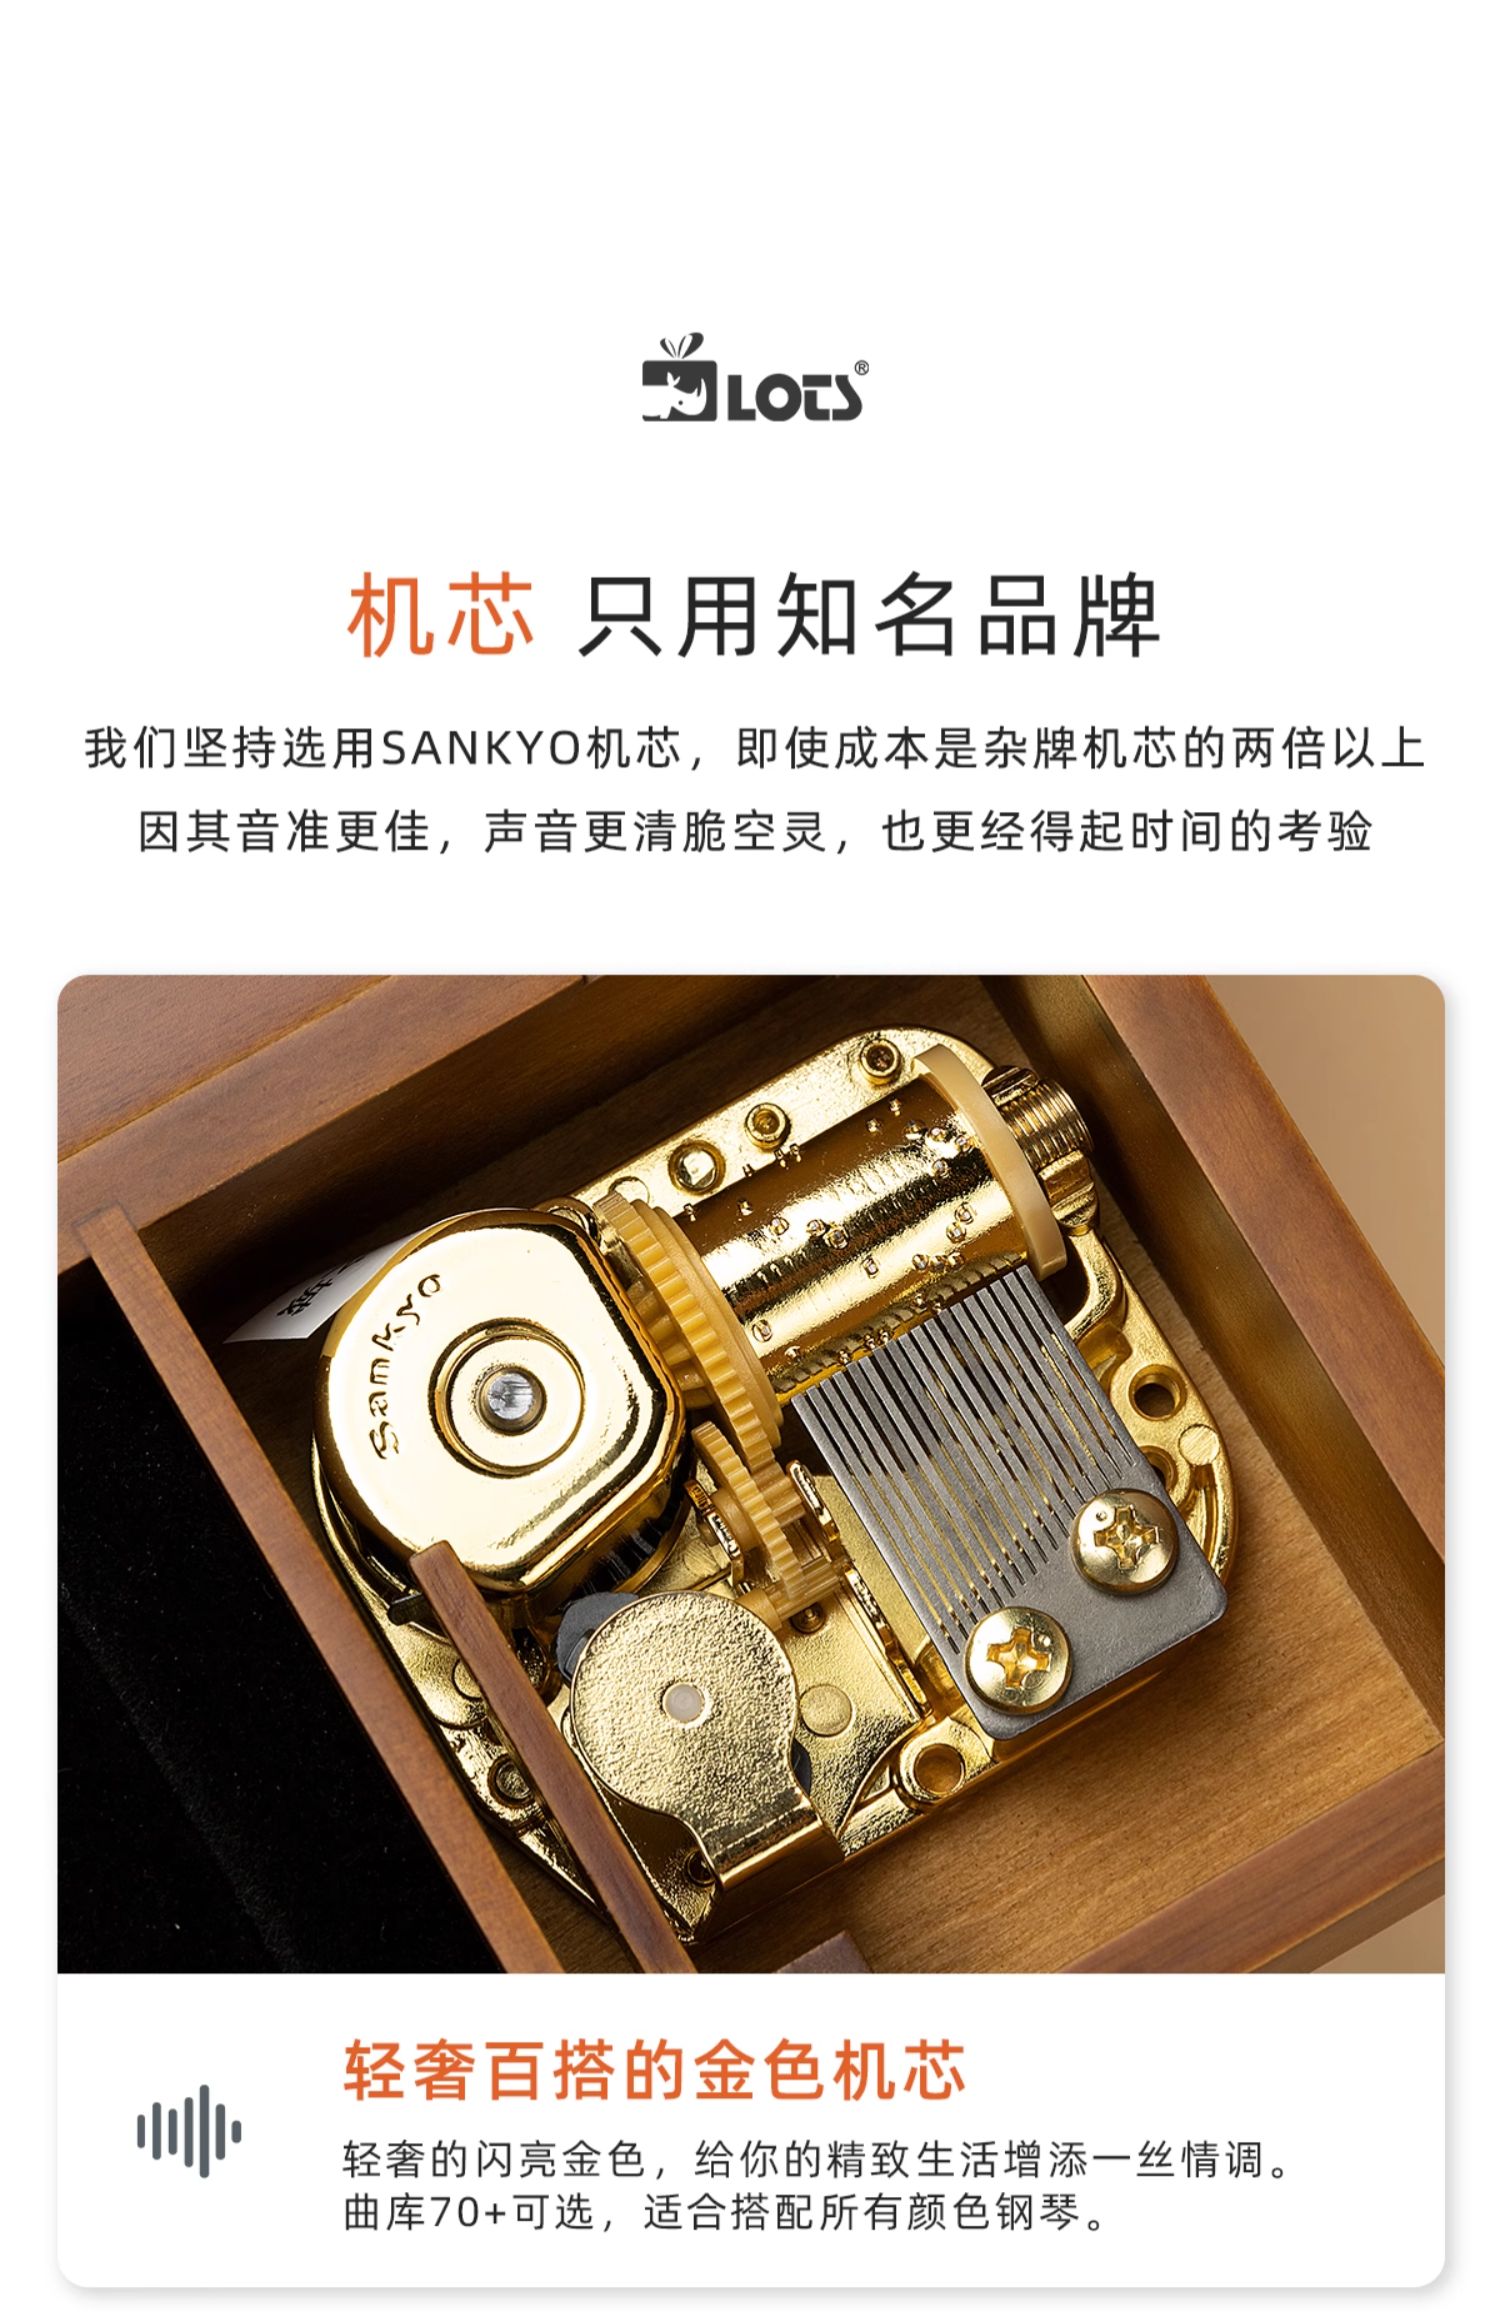 LOTS®
机芯 只用知名品牌
我们坚持选用SANKYO机芯，即使成本是杂牌机芯的两倍以上
因其音准更佳，声音更清脆空灵，也更经得起时间的考验
Sankyo
轻奢百搭的金色机芯
轻奢的闪亮金色，给你的精致生活增添一丝情调。
曲库70+可选，适合搭配所有颜色钢琴。